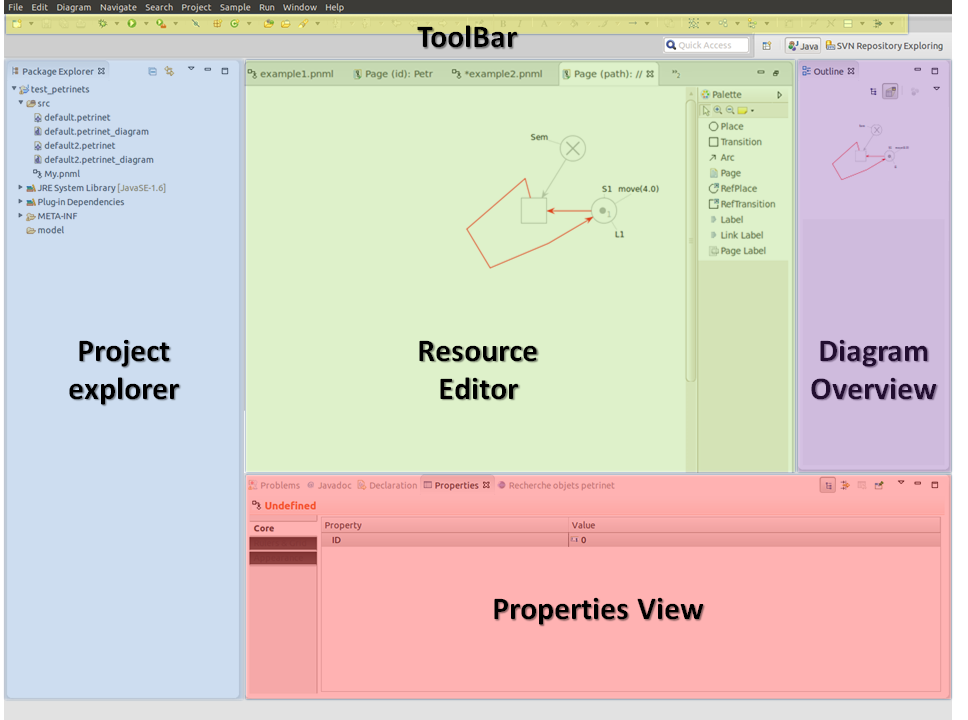 File Edit Diagram Navigate Search Project Sample Run Window Help
ToolBar
Quick Access
Java
SVN Repository Exploring
Package Explorer
test_petrinets
src
default.petrinet
default.petrinet_diagram
default2.petrinet
default2.petrinet_diagram
My.pnml
JRE System Library [JavaSE-1.6]
Plug-in Dependencies
META-INF
model
Project
explorer
example1.pnml
Page (id): Petr
*example2.pnml
Page (path): //
Sem
S1 move(4.0)
1
L1
Resource
Editor
Palette
Place
Transition
Arc
Page
RefPlace
RefTransition
Label
Link Label
Page Label
Outline
Diagram
Overview
Problems
Javadoc
Declaration
Properties
Recherche objets petrinet
Undefined
Core
Property Value
ID 0
Properties View